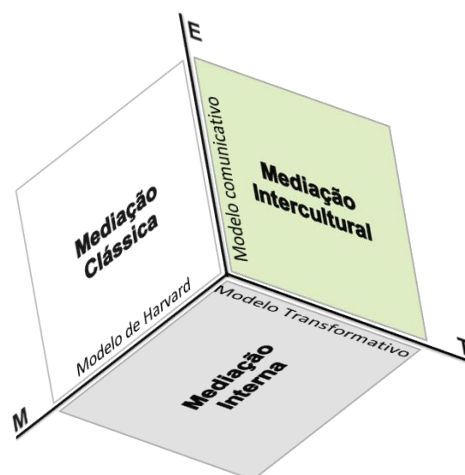 E
Modelo comunicativo
Mediação
Intercultural
Mediação
Clássica
Modelo de Harvard
Modelo Transformativo
Mediação
Interna
M
T